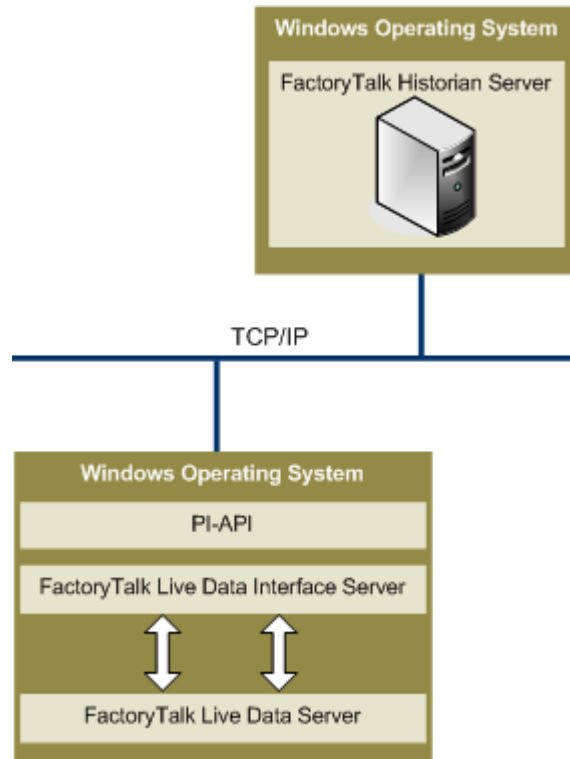 Windows Operating System
FactoryTalk Historian Server
TCP/IP
Windows Operating System
PI-API
FactoryTalk Live Data Interface Server
FactoryTalk Live Data Server